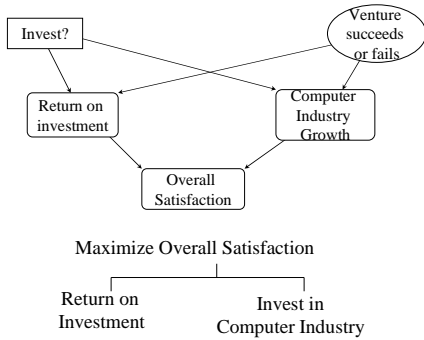 Invest?
Venture
succeeds
or fails
Return on
investment
Computer
Industry
Growth
Overall
Satisfaction
Maximize Overall Satisfaction
Return on
Investment
Invest in
Computer Industry